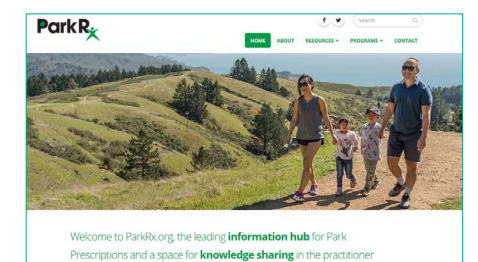 ParkRx
Search
HOME ABOUT RESOURCES PROGRAMS CONTACT
Welcome to ParkRx.org, the leading information hub for Park
Prescriptions and a space for knowledge sharing in the practitioner